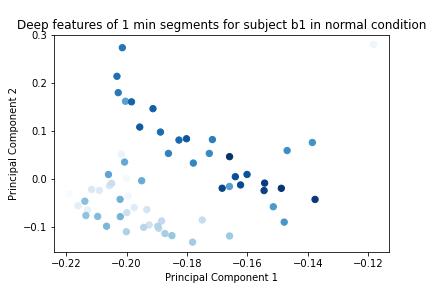 Deep features of 1 min segments for subject b1 in normal condition
0.3
0.2
0.1
0.0
−0.1
Principal Component 2
−0.22 −0.20 −0.18 −0.16 −0.14 −0.12
Principal Component 1